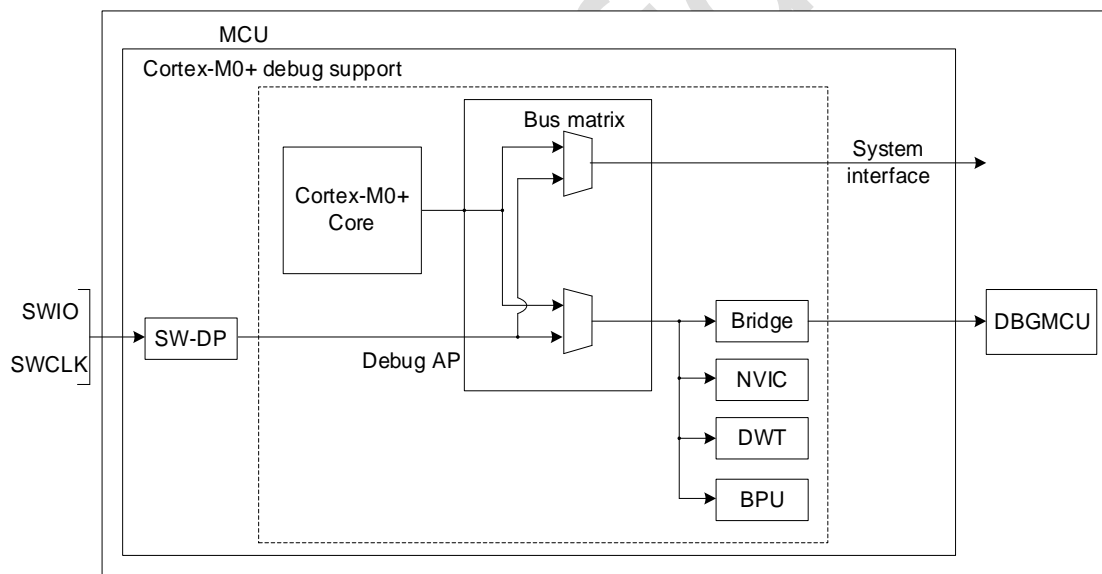 MCU
Cortex-M0+ debug support
Bus matrix
System
interface
Cortex-M0+
Core
SWIO
SWCLK
SW-DP
Debug AP
Bridge
NVIC
DWT
BPU
DBGMCU